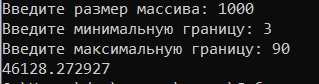 Введите размер массива: 1000
Введите минимальную границу: 3
Введите максимальную границу: 90
46128.272927